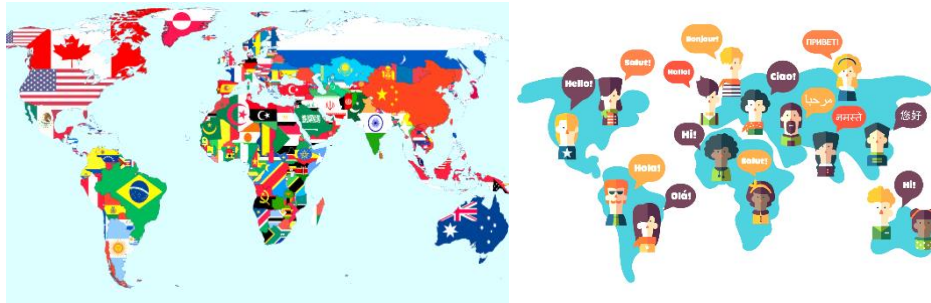 Hello!
Salut!
Bonjour!
Hallo!
Ciao!
ПРИВЕТ!
مرحبا
नमस्ते
您好
Hi!
Salut!
Hola!
Olá!
Hi!